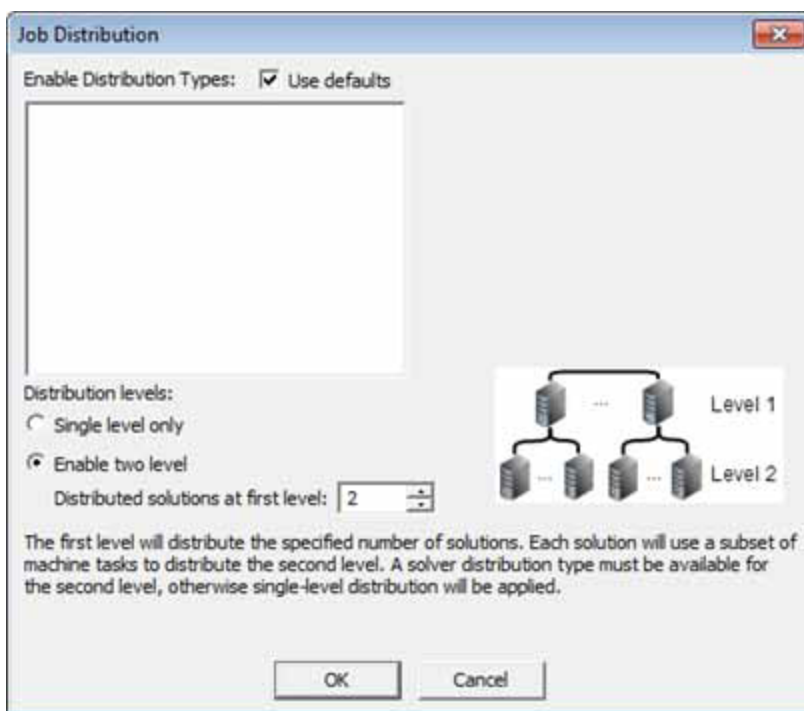 Job Distribution
Enable Distribution Types: Use defaults
Distribution levels:
Single level only
Enable two level
Distributed solutions at first level: 2
... Level 1
... ... Level 2
The first level will distribute the specified number of solutions. Each solution will use a subset of
machine tasks to distribute the second level. A solver distribution type must be available for
the second level, otherwise single-level distribution will be applied.
OK Cancel